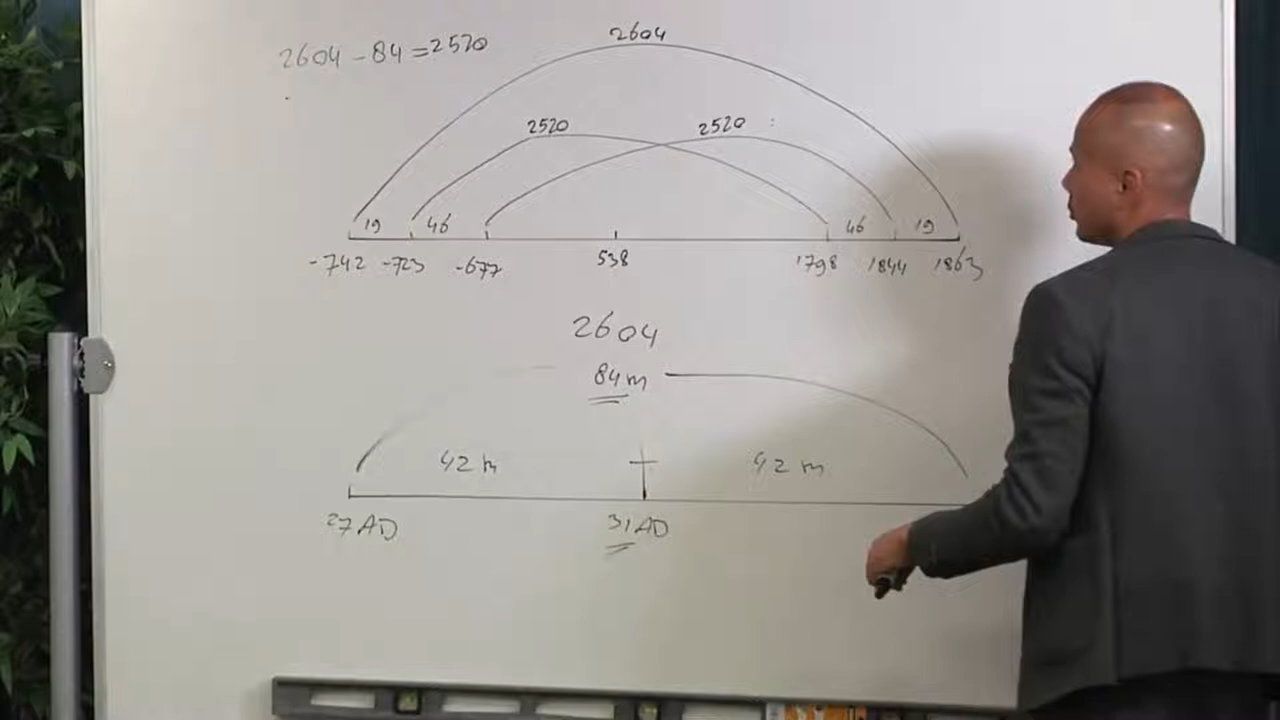 2604 - 84 = 2520
2604
2520 2520
19 46 46 19
-742 -723 -677 538 1798 1844 1863
2604
84 m
42 m 42 m
27 AD 31 AD